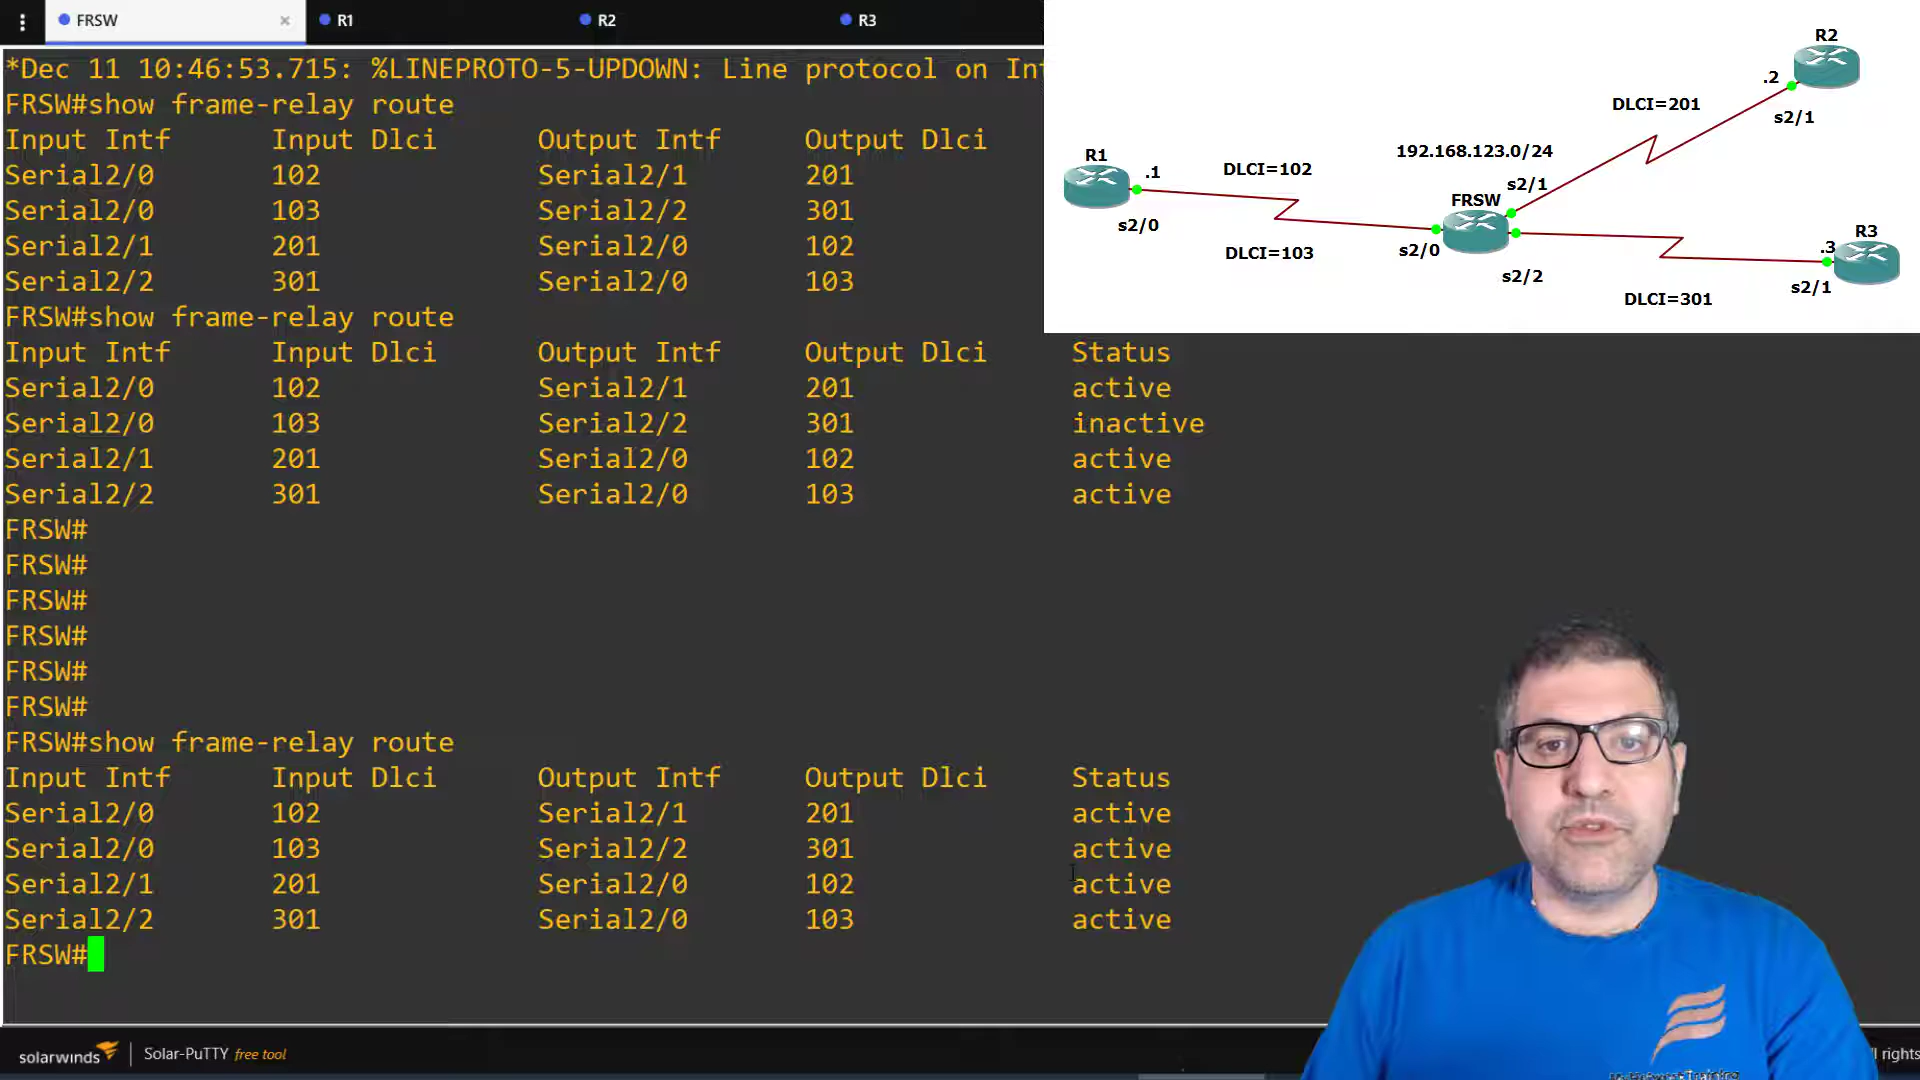 FRSW
R1
R2
R3
*Dec 11 10:46:53.715: %LINEPROTO-5-UPDOWN: Line protocol on
FRSW#show frame-relay route
Input Intf Input Dlci Output Intf Output Dlci
Serial2/0 102 Serial2/1 201
Serial2/0 103 Serial2/2 301
Serial2/1 201 Serial2/0 102
Serial2/2 301 Serial2/0 103
FRSW#show frame-relay route
Input Intf Input Dlci Output Intf Output Dlci Status
Serial2/0 102 Serial2/1 201 active
Serial2/0 103 Serial2/2 301 inactive
Serial2/1 201 Serial2/0 102 active
Serial2/2 301 Serial2/0 103 active
FRSW#
FRSW#
FRSW#
FRSW#
FRSW#
FRSW#
FRSW#show frame-relay route
Input Intf Input Dlci Output Intf Output Dlci Status
Serial2/0 102 Serial2/1 201 active
Serial2/0 103 Serial2/2 301 active
Serial2/1 201 Serial2/0 102 active
Serial2/2 301 Serial2/0 103 active
FRSW#
R2
.2
DLCI=201
s2/1
192.168.123.0/24
R1
.1
DLCI=102
s2/1
FRSW
s2/0
DLCI=103
s2/0
s2/2
R3
.3
s2/1
DLCI=301
solarwinds
Solar-PuTTY free tool
rights